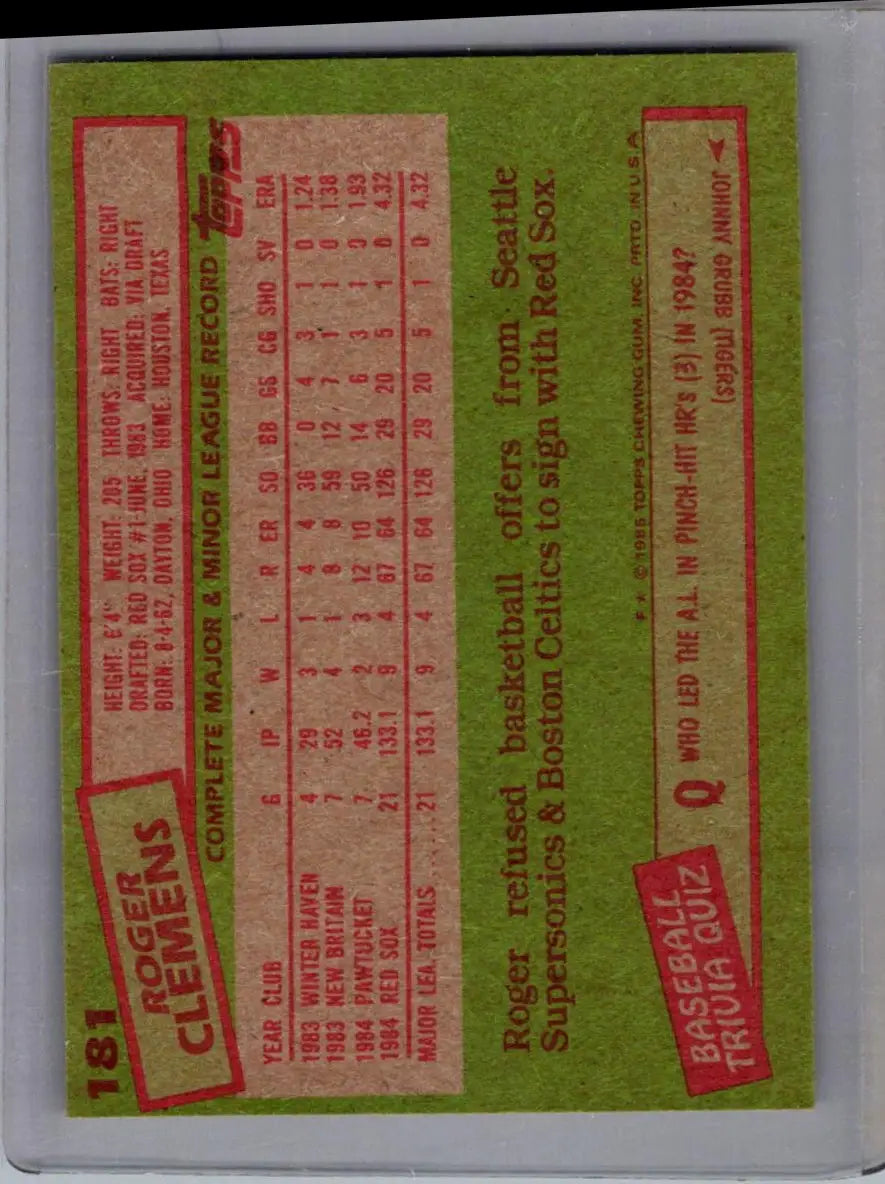 181
ROGER
CLEMENS
HEIGHT: 6'4" WEIGHT: 205 THROWS: RIGHT BATS: RIGHT
DRAFTED: RED SOX #1-JUNE, 1983 ACQUIRED: VIA DRAFT
BORN: 8-4-62, DAYTON, OHIO HOME: HOUSTON, TEXAS
COMPLETE MAJOR & MINOR LEAGUE RECORD Topps
YEAR CLUB G IP W L R ER SO BB GS CG SHO SV ERA
1983 WINTER HAVEN 4 29 3 1 4 4 36 0 4 3 1 0 1.24
1983 NEW BRITAIN 7 52 4 1 8 8 59 12 7 1 1 0 1.38
1984 PAWTUCKET 7 46.2 2 3 12 10 50 14 6 3 1 0 1.93
1984 RED SOX 21 133.1 9 4 67 64 126 29 20 5 1 0 4.32
MAJOR LEA. TOTALS ...... 21 133.1 9 4 67 64 126 29 20 5 1 0 4.32
Roger refused basketball offers from Seattle
Supersonics & Boston Celtics to sign with Red Sox.
F ★ © 1985 TOPPS CHEWING GUM, INC. PRTD. IN U.S.A.
BASEBALL
TRIVIA QUIZ
Q WHO LED THE A.L. IN PINCH-HIT HR'S (3) IN 1984?
JOHNNY GRUBB (TIGERS)